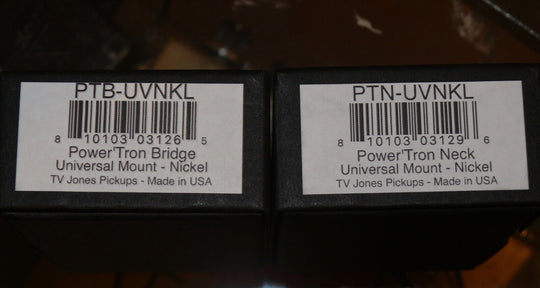 PTB-UVNKL
8 10103 03126 5
Power'Tron Bridge
Universal Mount - Nickel
TV Jones Pickups - Made in USA
PTN-UVNKL
8 10103 03129 6
Power'Tron Neck
Universal Mount - Nickel
TV Jones Pickups - Made in USA